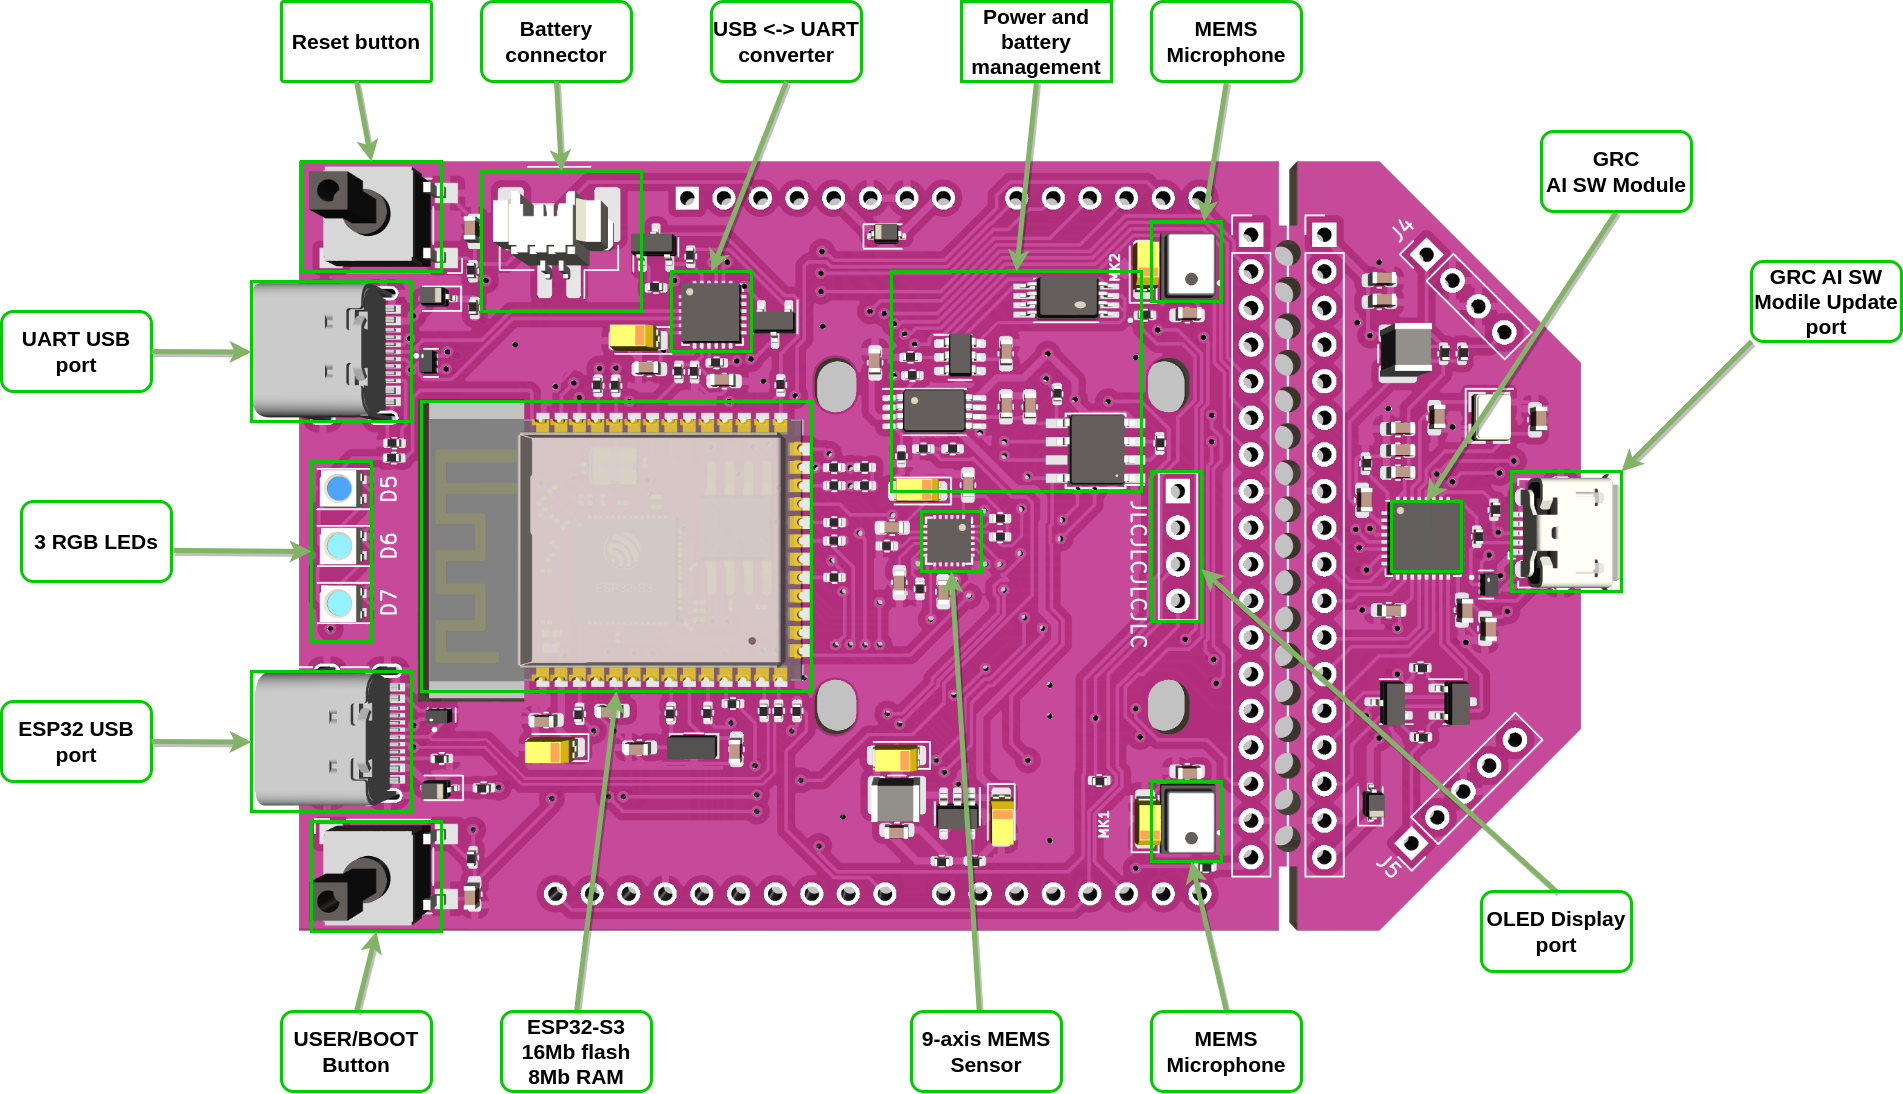 Reset button
Battery
connector
USB <-> UART
converter
Power and
battery
management
MEMS
Microphone
GRC
AI SW Module
GRC AI SW
Modile Update
port
UART USB
port
3 RGB LEDs
ESP32 USB
port
J4
MK2
D5
D6
D7
JLCJLCJLCJLC
MK1
J5
OLED Display
port
USER/BOOT
Button
ESP32-S3
16Mb flash
8Mb RAM
9-axis MEMS
Sensor
MEMS
Microphone